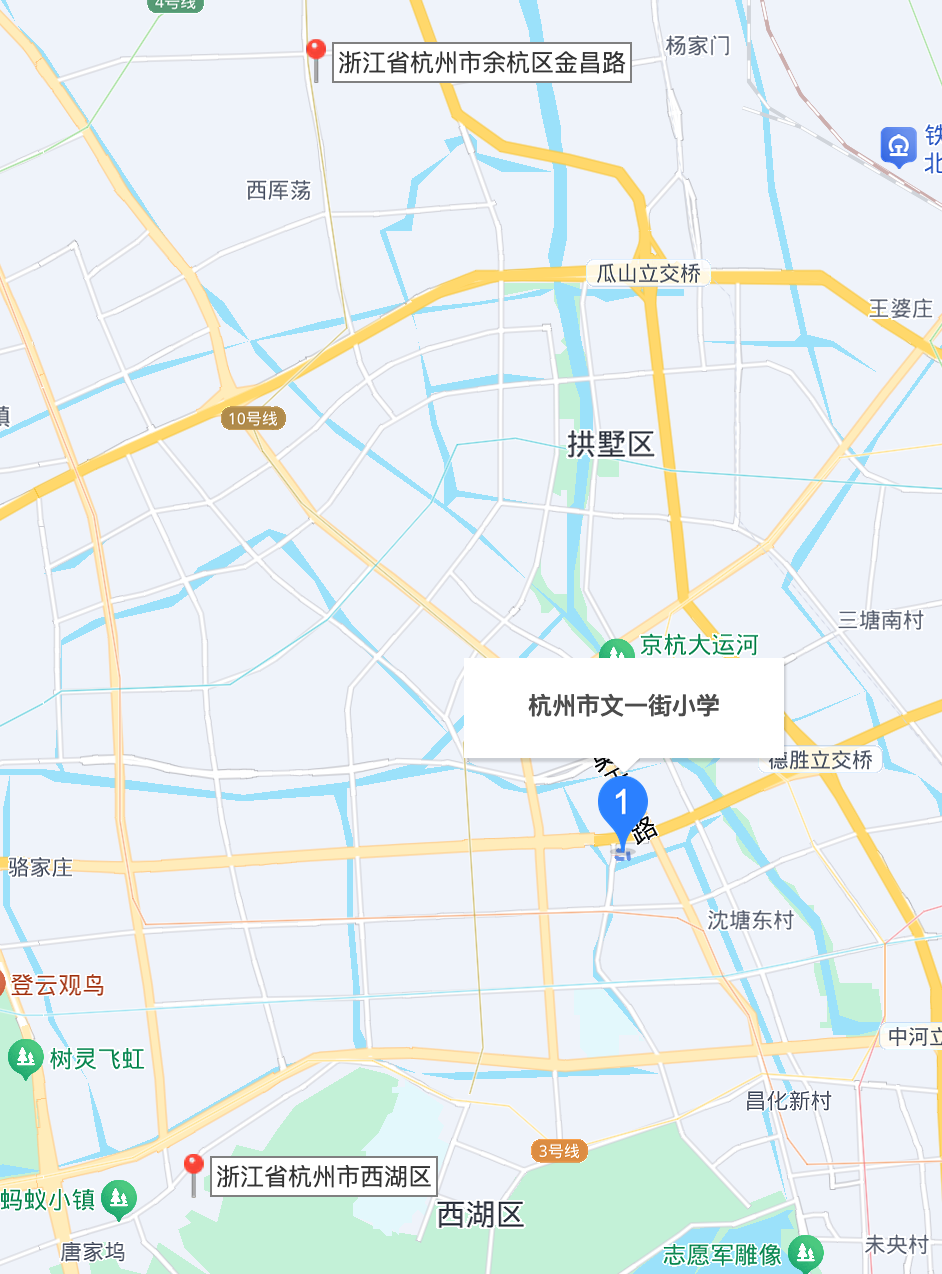 4号线
浙江省杭州市余杭区金昌路
杨家门
铁
北
西厍荡
瓜山立交桥
王婆庄
镇
10号线
拱墅区
三塘南村
京杭大运河
杭州市文一街小学
德胜立交桥
1
路
骆家庄
沈塘东村
登云观鸟
中河立
树灵飞虹
昌化新村
3号线
浙江省杭州市西湖区
蚂蚁小镇
西湖区
唐家坞
志愿军雕像
未央村